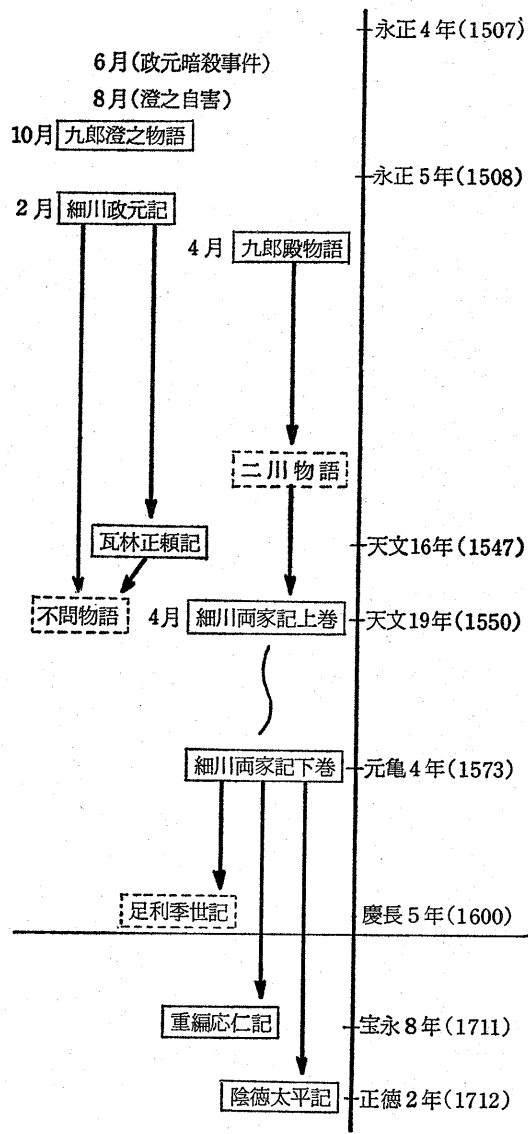 永正4年(1507)
6月(政元暗殺事件)
8月(澄之自害)
10月 九郎澄之物語
永正5年(1508)
2月 細川政元記
4月 九郎殿物語
二川物語
瓦林正頼記
天文16年(1547)
不問物語
4月 細川両家記上巻
天文19年(1550)
細川両家記下巻
元亀4年(1573)
足利季世記
慶長5年(1600)
重編応仁記
宝永8年(1711)
陰徳太平記
正徳2年(1712)